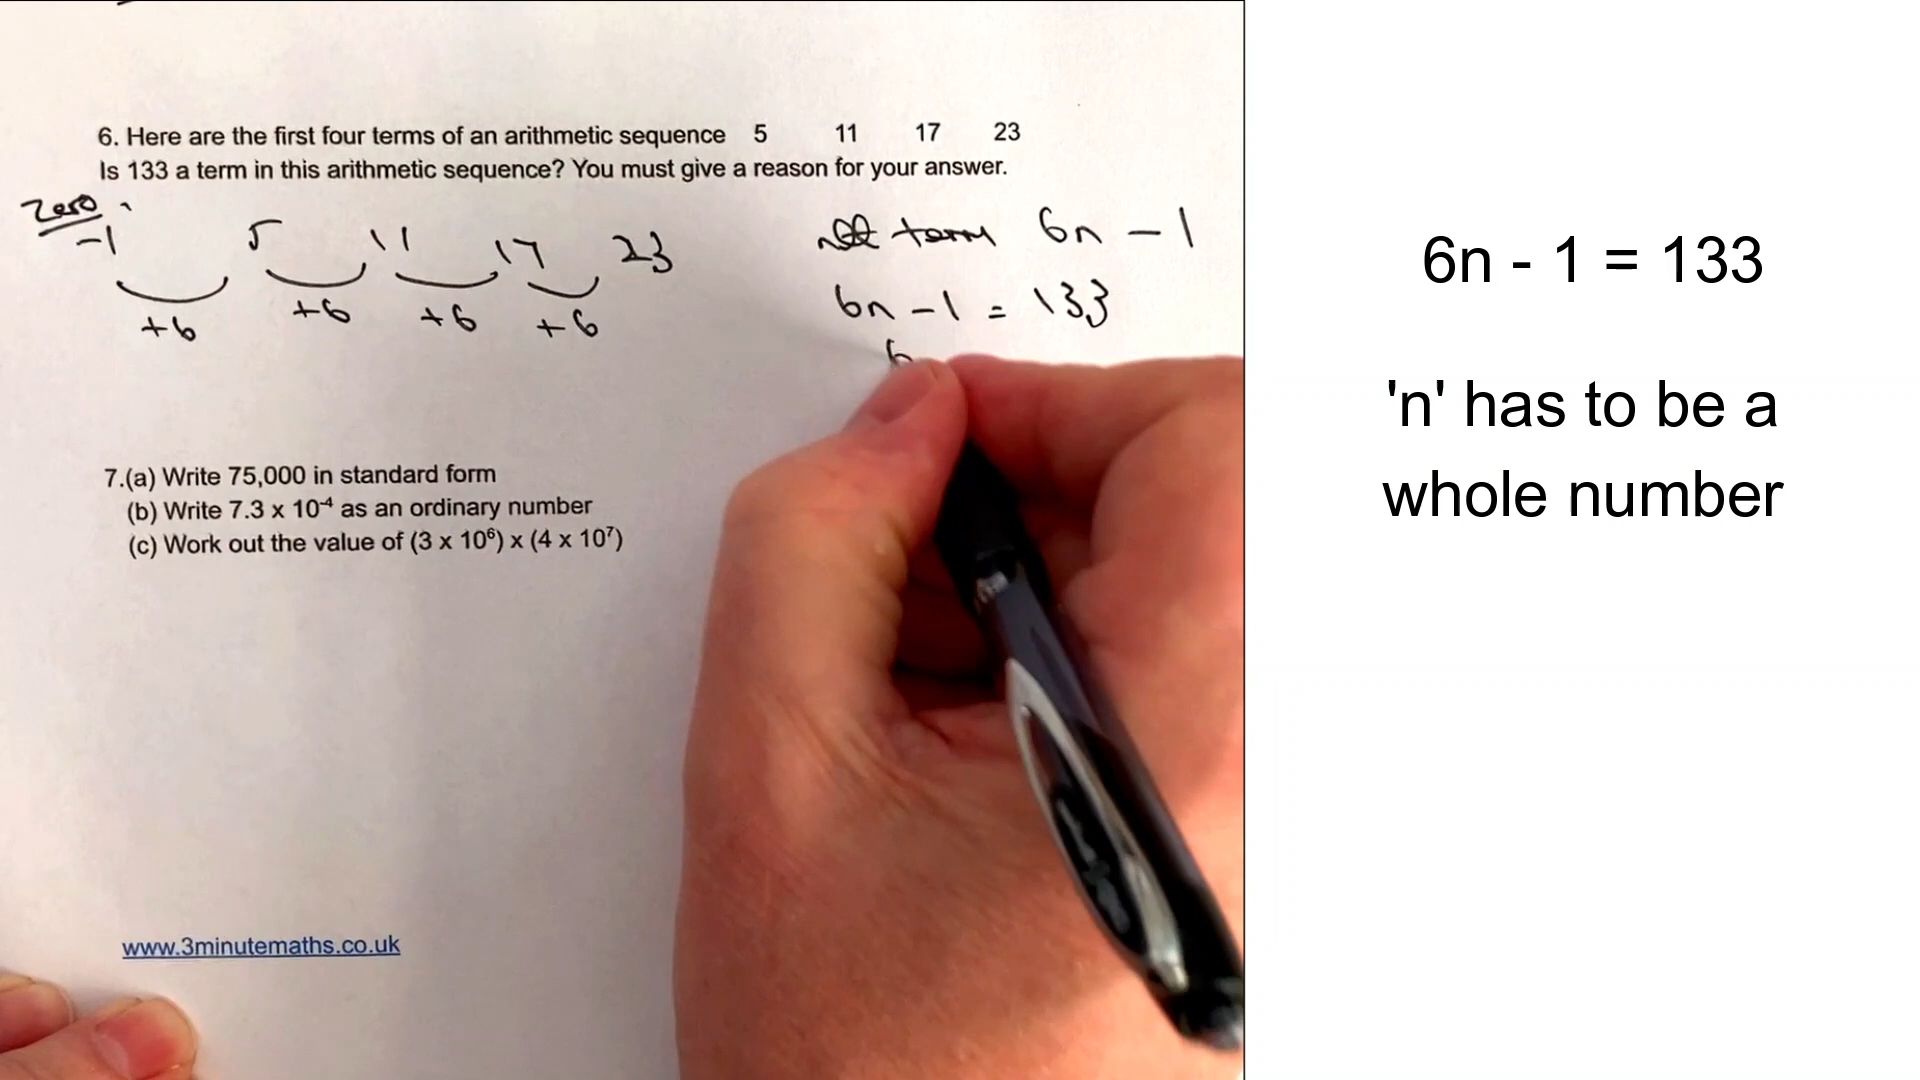 6. Here are the first four terms of an arithmetic sequence 5 11 17 23
Is 133 a term in this arithmetic sequence? You must give a reason for your answer.
Zero
-1 5 11 17 23
+6 +6 +6 +6
term 6n - 1
6n - 1 = 133
6
7.(a) Write 75,000 in standard form
(b) Write 7.3 x 10⁻⁴ as an ordinary number
(c) Work out the value of (3 x 10⁶) x (4 x 10⁷)
www.3minutemaths.co.uk
6n - 1 = 133
'n' has to be a
whole number